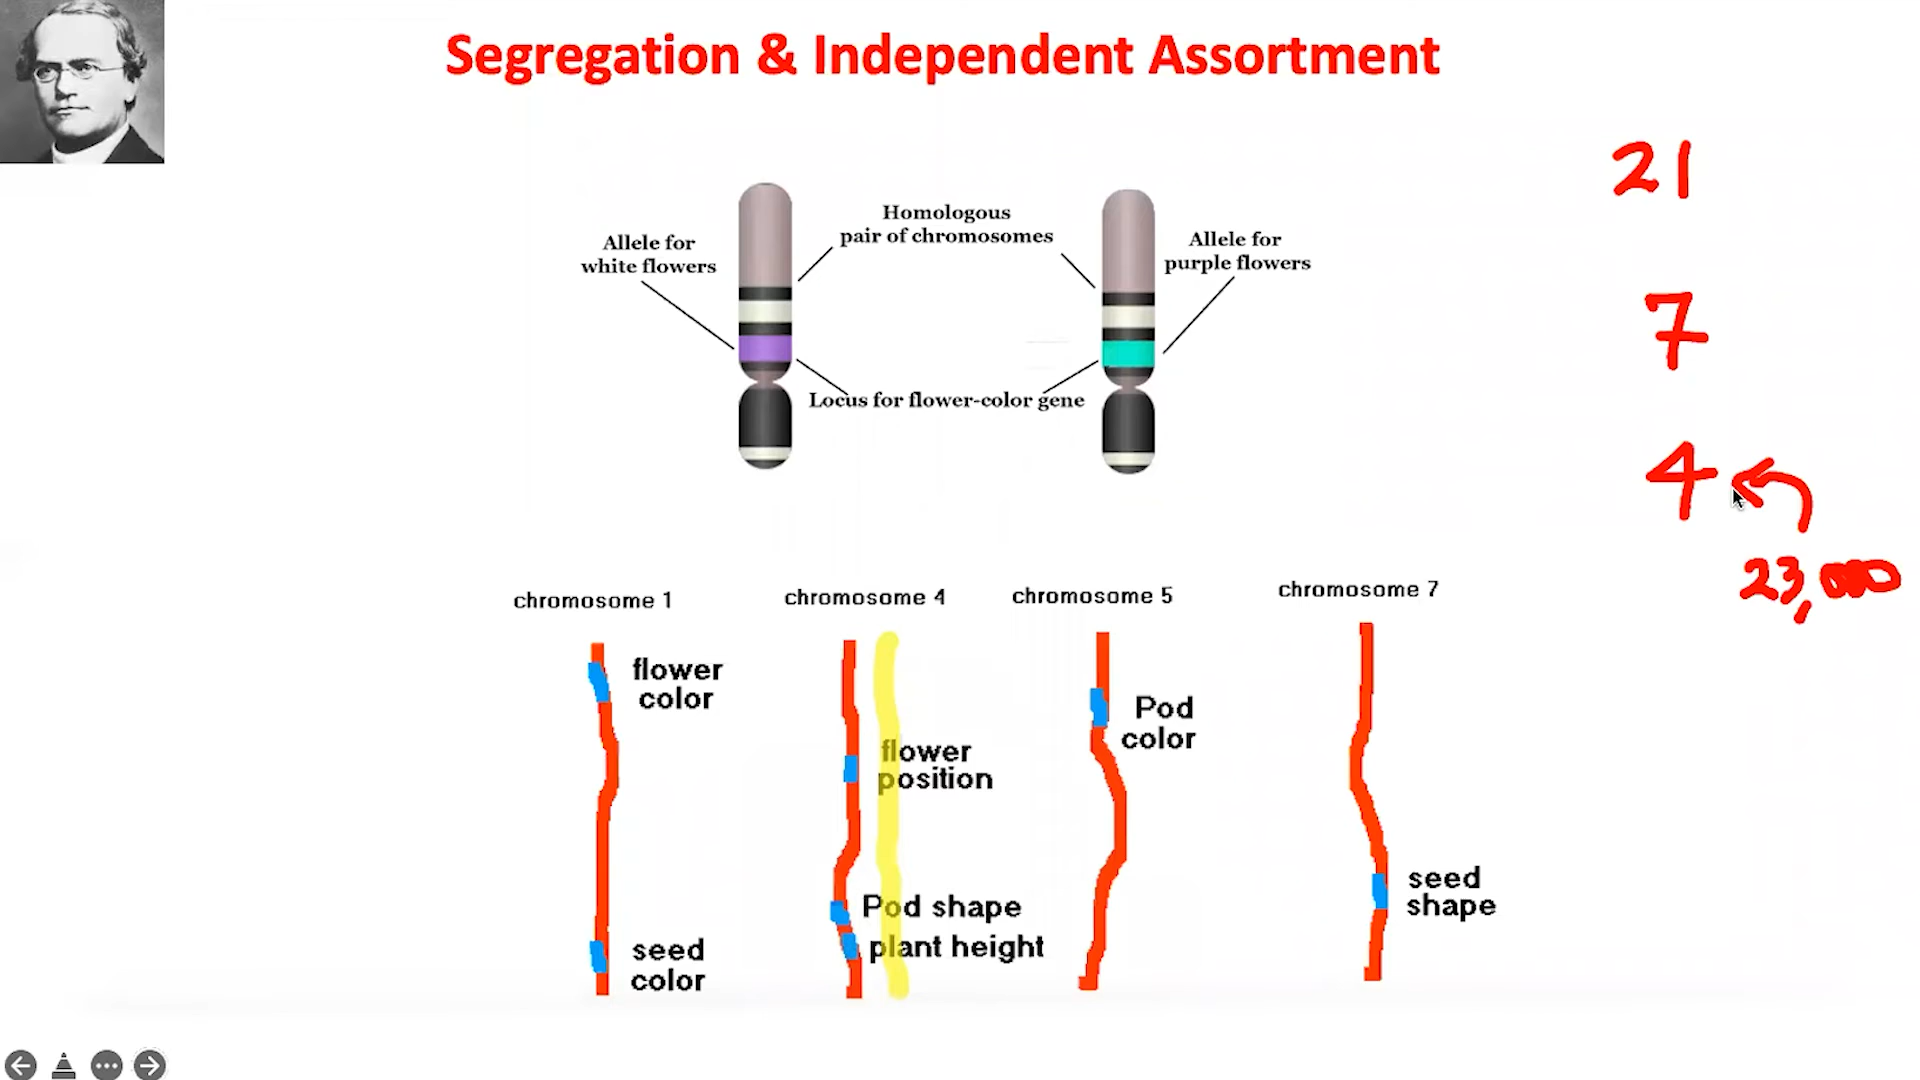 Segregation & Independent Assortment
21
7
4
23,000
Allele for
white flowers
Homologous
pair of chromosomes
Allele for
purple flowers
Locus for flower-color gene
chromosome 1
flower
color
seed
color
chromosome 4
flower
position
Pod shape
plant height
chromosome 5
Pod
color
chromosome 7
seed
shape